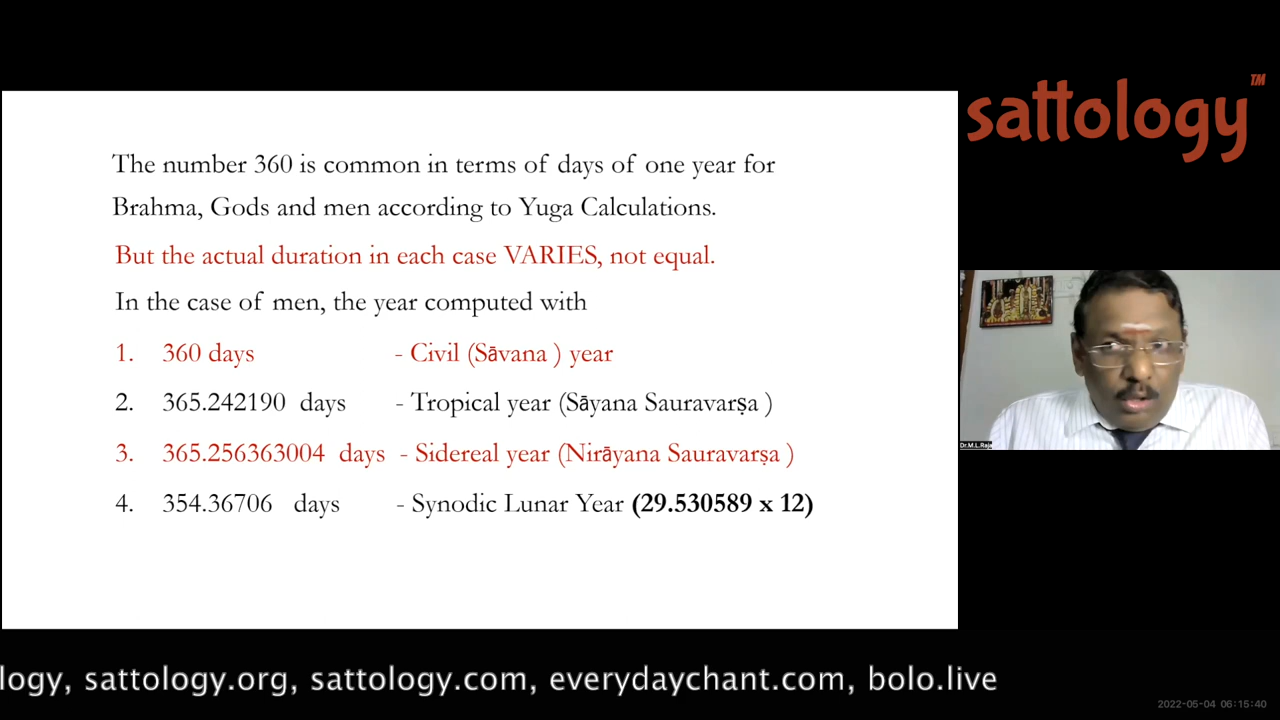 The number 360 is common in terms of days of one year for
Brahma, Gods and men according to Yuga Calculations.
But the actual duration in each case VARIES, not equal.
In the case of men, the year computed with
1. 360 days - Civil (Sāvana ) year
2. 365.242190 days - Tropical year (Sāyana Sauravarṣa )
3. 365.256363004 days - Sidereal year (Nirāyana Sauravarṣa )
4. 354.36706 days - Synodic Lunar Year (29.530589 x 12)
sattology™
Dr.M.L.Raja
logy, sattology.org, sattology.com, everydaychant.com, bolo.live
2022-05-04 06:15:40